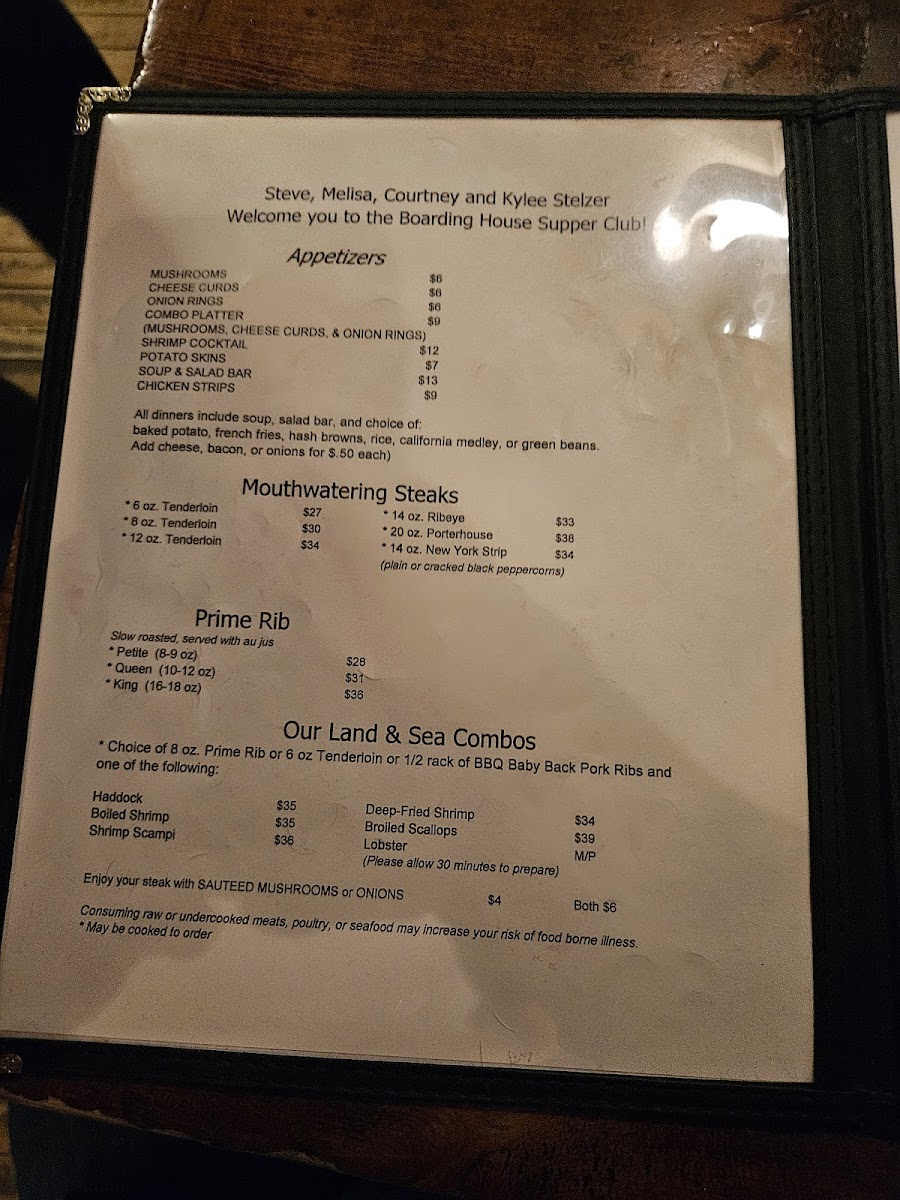 Steve, Melisa, Courtney and Kylee Stelzer
Welcome you to the Boarding House Supper Club!
Appetizers
MUSHROOMS $6
CHEESE CURDS $6
ONION RINGS $6
COMBO PLATTER $9
(MUSHROOMS, CHEESE CURDS, & ONION RINGS)
SHRIMP COCKTAIL $12
POTATO SKINS $7
SOUP & SALAD BAR $13
CHICKEN STRIPS $9
All dinners include soup, salad bar, and choice of:
baked potato, french fries, hash browns, rice, california medley, or green beans.
Add cheese, bacon, or onions for $.50 each)
Mouthwatering Steaks
* 6 oz. Tenderloin $27
* 8 oz. Tenderloin $30
* 12 oz. Tenderloin $34
* 14 oz. Ribeye $33
* 20 oz. Porterhouse $38
* 14 oz. New York Strip $34
(plain or cracked black peppercorns)
Prime Rib
Slow roasted, served with au jus
* Petite (8-9 oz) $28
* Queen (10-12 oz) $31
* King (16-18 oz) $36
Our Land & Sea Combos
* Choice of 8 oz. Prime Rib or 6 oz Tenderloin or 1/2 rack of BBQ Baby Back Pork Ribs and
one of the following:
Haddock $35
Boiled Shrimp $35
Shrimp Scampi $36
Deep-Fried Shrimp $34
Broiled Scallops $39
Lobster M/P
(Please allow 30 minutes to prepare)
Enjoy your steak with SAUTEED MUSHROOMS or ONIONS $4 Both $6
Consuming raw or undercooked meats, poultry, or seafood may increase your risk of food borne illness.
* May be cooked to order